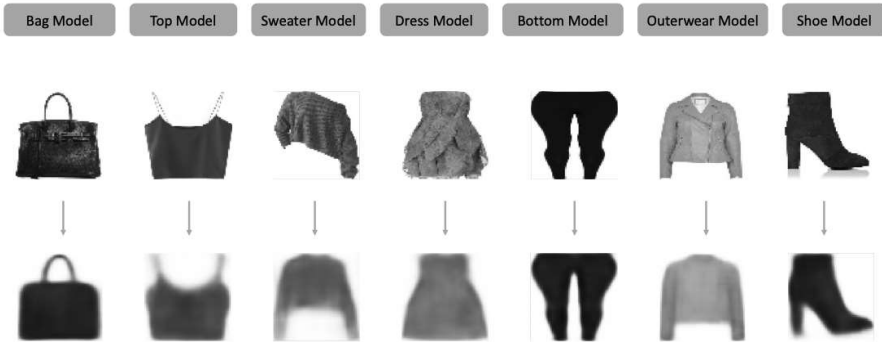 Bag Model
Top Model
Sweater Model
Dress Model
Bottom Model
Outerwear Model
Shoe Model